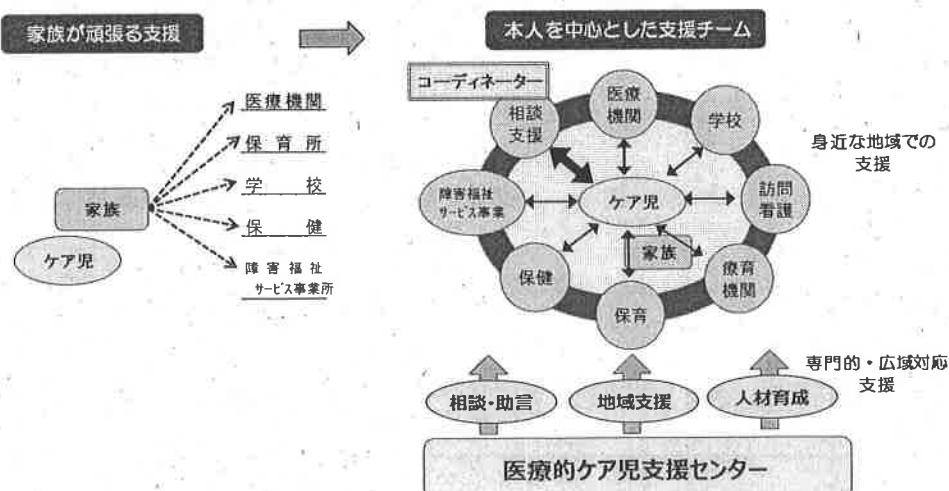 家族が頑張る支援
医療機関
保育所
学校
保健
障害福祉
サービス事業所
家族
ケア児
本人を中心とした支援チーム
コーディネーター
相談
支援
医療
機関
学校
訪問
看護
療育
機関
保育
保健
障害福祉
サービス事業
ケア児
家族
身近な地域での
支援
専門的・広域対応
支援
相談・助言
地域支援
人材育成
医療的ケア児支援センター